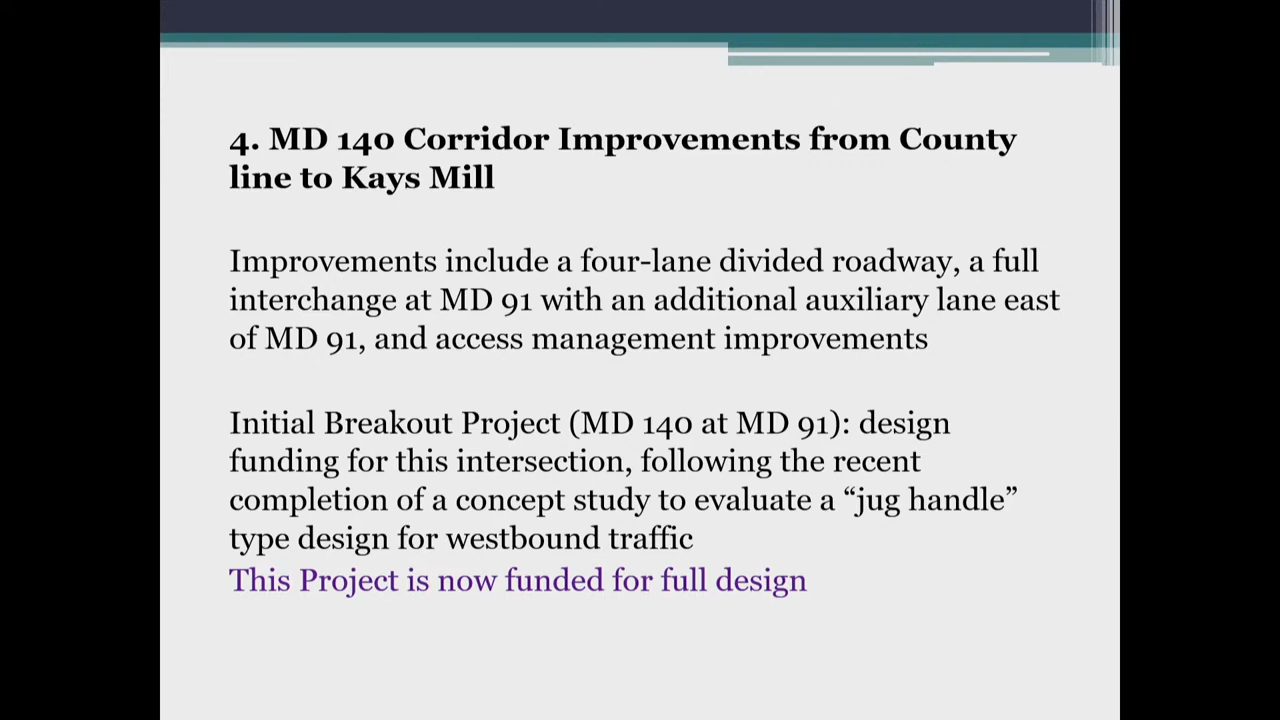 4. MD 140 Corridor Improvements from County
line to Kays Mill
Improvements include a four-lane divided roadway, a full
interchange at MD 91 with an additional auxiliary lane east
of MD 91, and access management improvements
Initial Breakout Project (MD 140 at MD 91): design
funding for this intersection, following the recent
completion of a concept study to evaluate a “jug handle”
type design for westbound traffic
This Project is now funded for full design